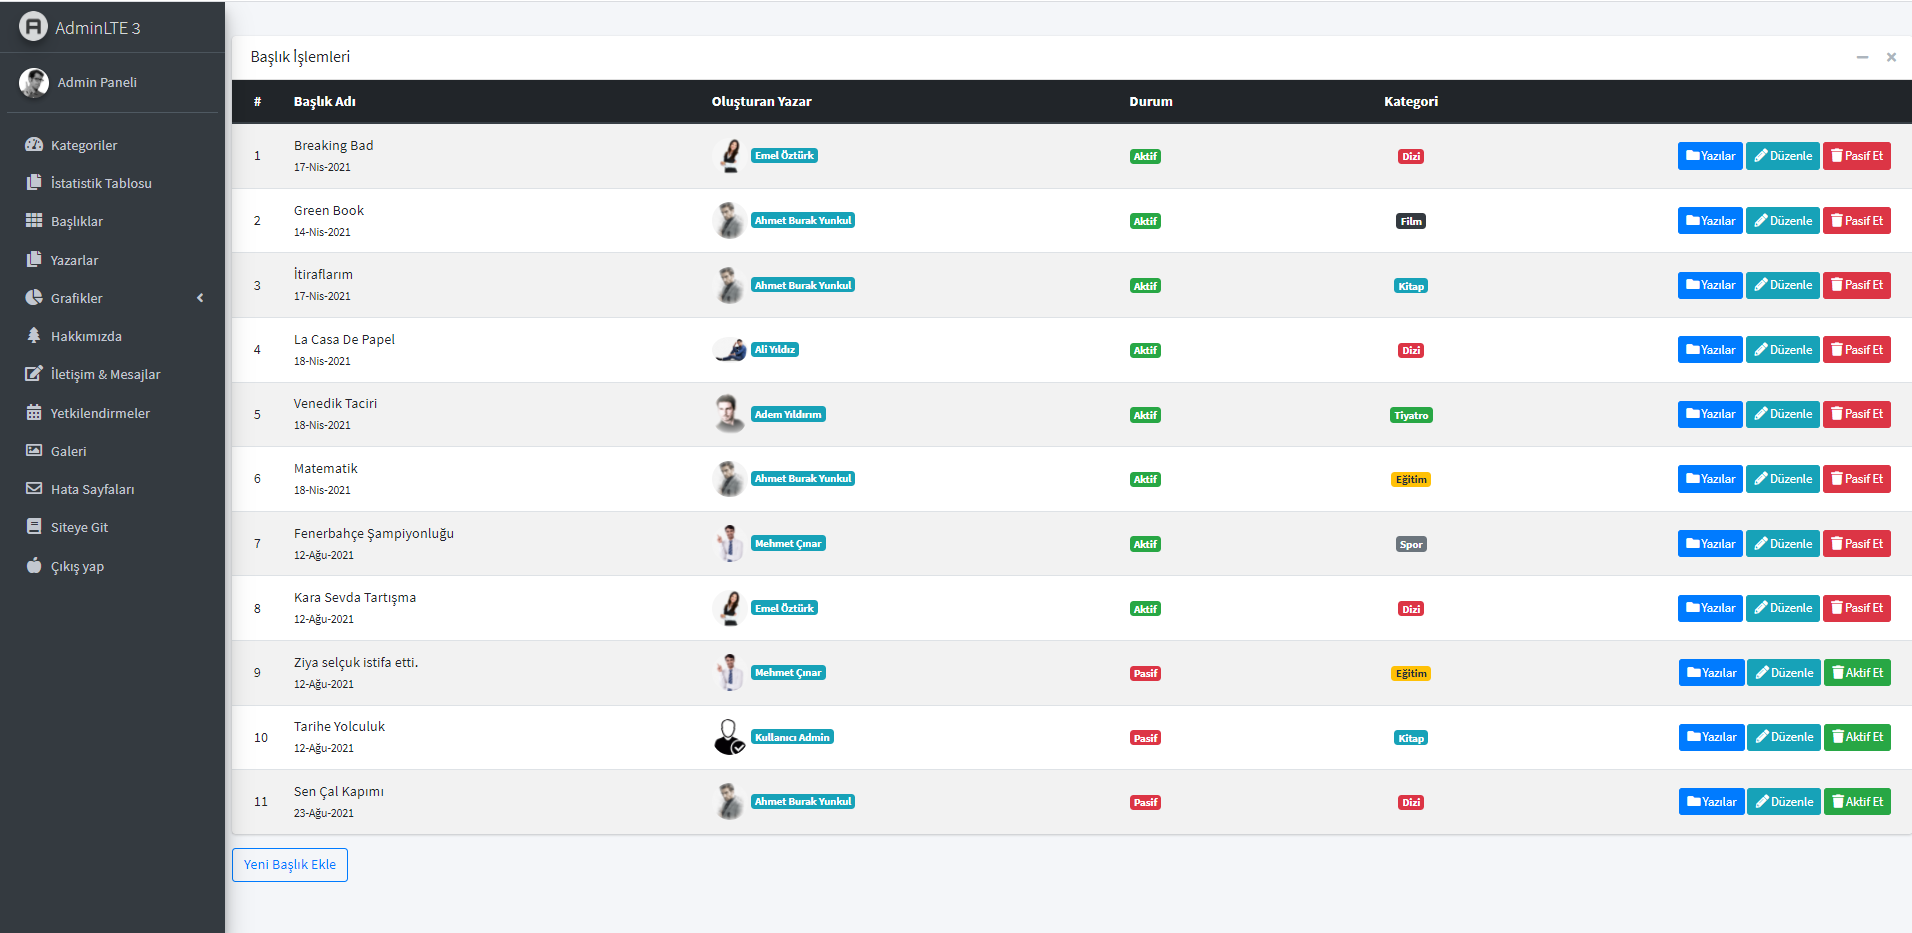 AdminLTE 3
Admin Paneli
Kategoriler
İstatistik Tablosu
Başlıklar
Yazarlar
Grafikler
Hakkımızda
İletişim & Mesajlar
Yetkilendirmeler
Galeri
Hata Sayfaları
Siteye Git
Çıkış yap
Başlık İşlemleri
# Başlık Adı Oluşturan Yazar Durum Kategori
1 Breaking Bad Emel Öztürk Aktif Dizi Yazılar Düzenle Pasif Et
17-Nis-2021
2 Green Book Ahmet Burak Yunkul Aktif Film Yazılar Düzenle Pasif Et
14-Nis-2021
3 İtiraflarım Ahmet Burak Yunkul Aktif Kitap Yazılar Düzenle Pasif Et
17-Nis-2021
4 La Casa De Papel Ali Yıldız Aktif Dizi Yazılar Düzenle Pasif Et
18-Nis-2021
5 Venedik Taciri Adem Yıldırım Aktif Tiyatro Yazılar Düzenle Pasif Et
18-Nis-2021
6 Matematik Ahmet Burak Yunkul Aktif Eğitim Yazılar Düzenle Pasif Et
18-Nis-2021
7 Fenerbahçe Şampiyonluğu Mehmet Çınar Aktif Spor Yazılar Düzenle Pasif Et
12-Ağu-2021
8 Kara Sevda Tartışma Emel Öztürk Aktif Dizi Yazılar Düzenle Pasif Et
12-Ağu-2021
9 Ziya selçuk istifa etti. Mehmet Çınar Pasif Eğitim Yazılar Düzenle Aktif Et
12-Ağu-2021
10 Tarihe Yolculuk Kullanıcı Admin Pasif Kitap Yazılar Düzenle Aktif Et
12-Ağu-2021
11 Sen Çal Kapımı Ahmet Burak Yunkul Pasif Dizi Yazılar Düzenle Aktif Et
23-Ağu-2021
Yeni Başlık Ekle